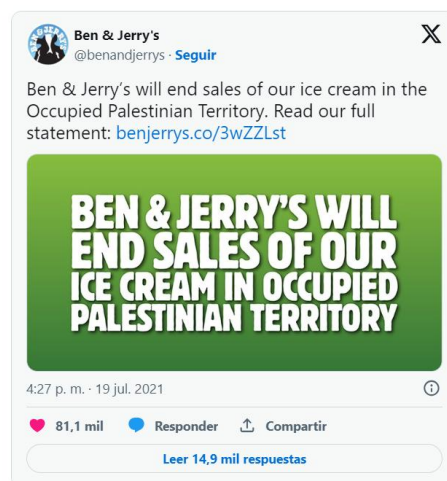 Ben & Jerry's
@benandjerrys · Seguir
Ben & Jerry’s will end sales of our ice cream in the
Occupied Palestinian Territory. Read our full
statement: benjerrys.co/3wZZLst
BEN & JERRY’S WILL
END SALES OF OUR
ICE CREAM IN OCCUPIED
PALESTINIAN TERRITORY
4:27 p. m. · 19 jul. 2021
81,1 mil Responder Compartir
Leer 14,9 mil respuestas